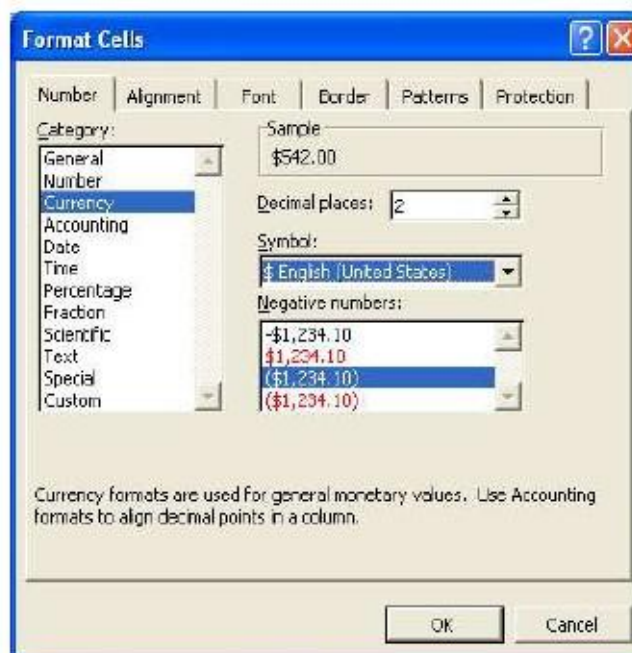 Format Cells
Number
Alignment
Font
Border
Patterns
Protection
Category:
General
Number
Currency
Accounting
Date
Time
Percentage
Fraction
Scientific
Text
Special
Custom
Sample
$542.00
Decimal places: 2
Symbol:
$ English (United States)
Negative numbers:
-$1,234.10
$1,234.10
($1,234.10)
($1,234.10)
Currency formats are used for general monetary values. Use Accounting
formats to align decimal points in a column.
OK
Cancel